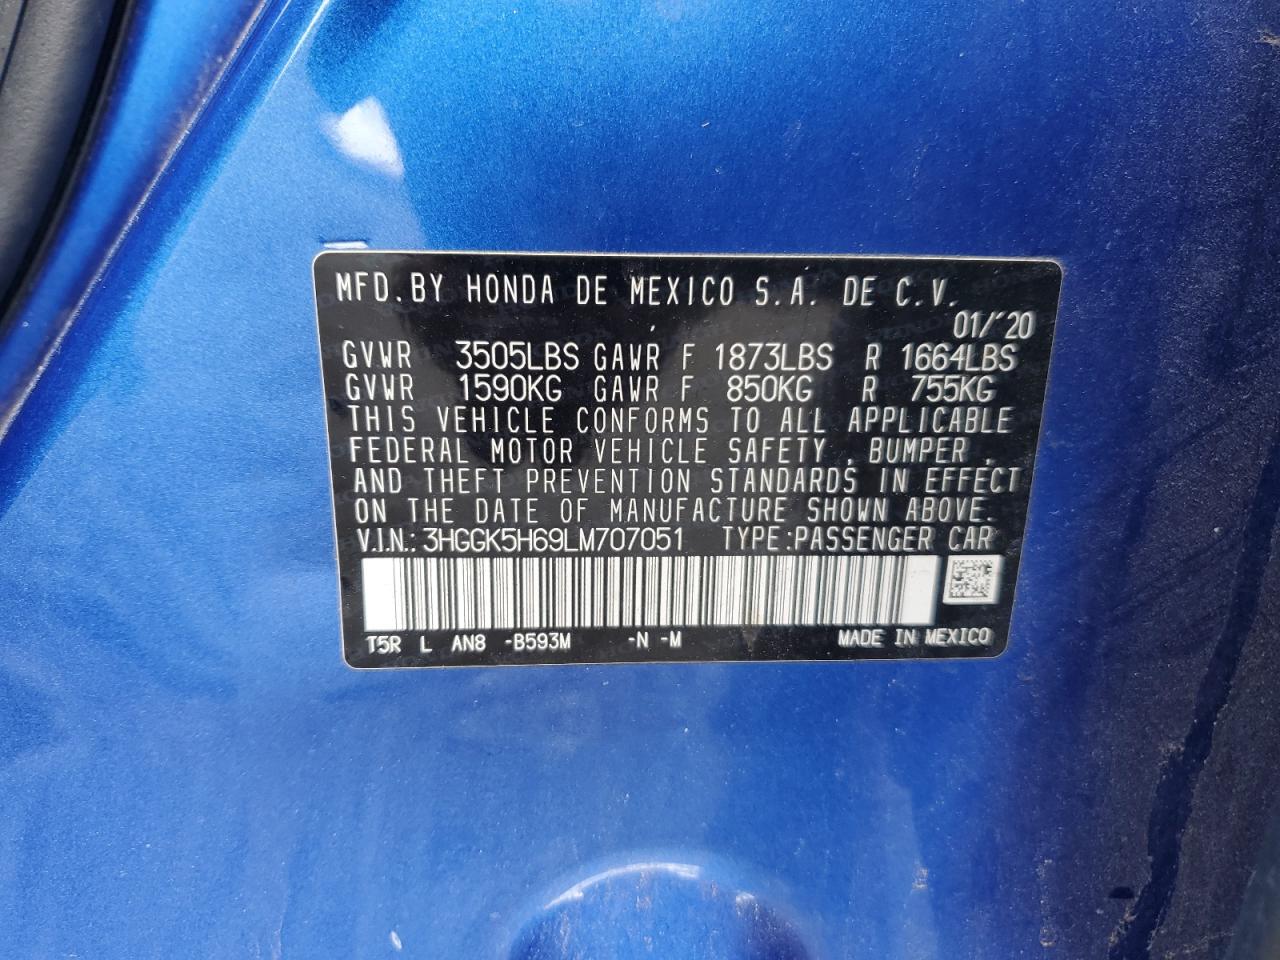 MFD.BY HONDA DE MEXICO S.A. DE C.V.
01/'20
GVWR 3505LBS GAWR F 1873LBS R 1664LBS
GVWR 1590KG GAWR F 850KG R 755KG
THIS VEHICLE CONFORMS TO ALL APPLICABLE
FEDERAL MOTOR VEHICLE SAFETY , BUMPER ,
AND THEFT PREVENTION STANDARDS IN EFFECT
ON THE DATE OF MANUFACTURE SHOWN ABOVE.
V.I.N.: 3HGGK5H69LM707051 TYPE:PASSENGER CAR
T5R L AN8 -B593M -N -M MADE IN MEXICO